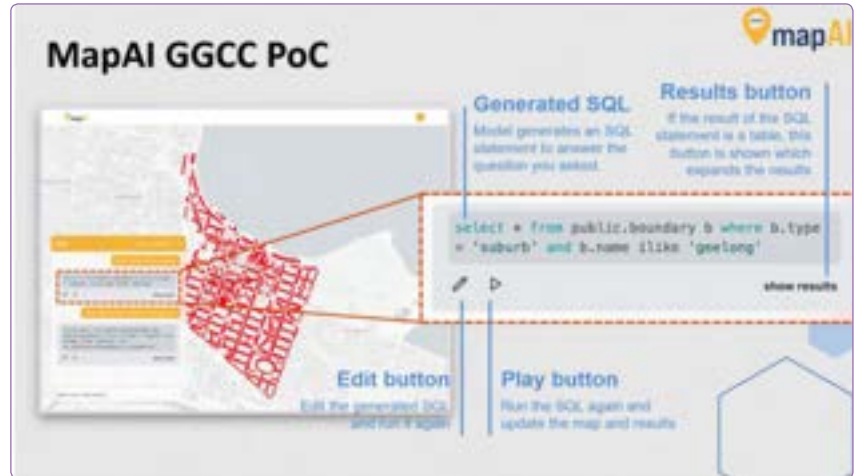 MapAI GGCC PoC
mapAI
Generated SQL
Model generates an SQL
statement to answer the
question you asked.
Results button
If the result of the SQL
statement is a table, this
button is shown which
expands the results
select * from public.boundary b where b.type
= 'suburb' and b.name ilike 'geelong'
show results
Edit button
Edit the generated SQL
and run it again
Play button
Run the SQL again and
update the map and results